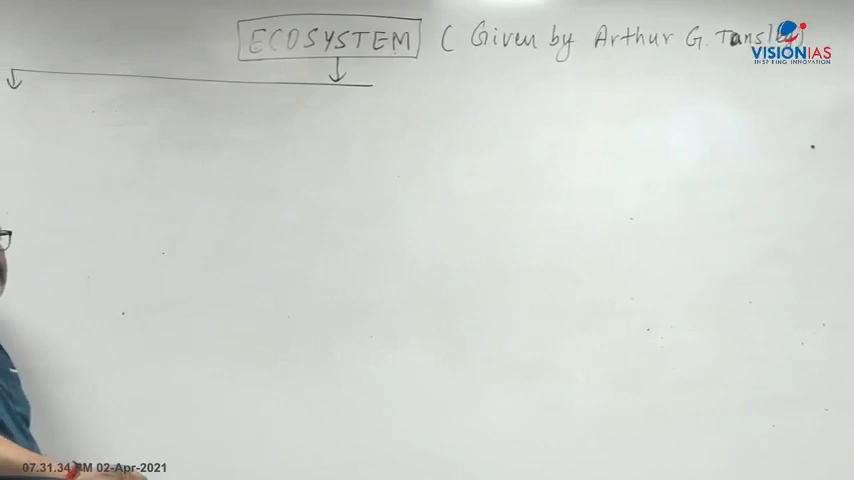 ECOSYSTEM ( Given by Arthur G. Tansley)
VISIONIAS
INSPIRING INNOVATION
07.31.34 PM 02-Apr-2021